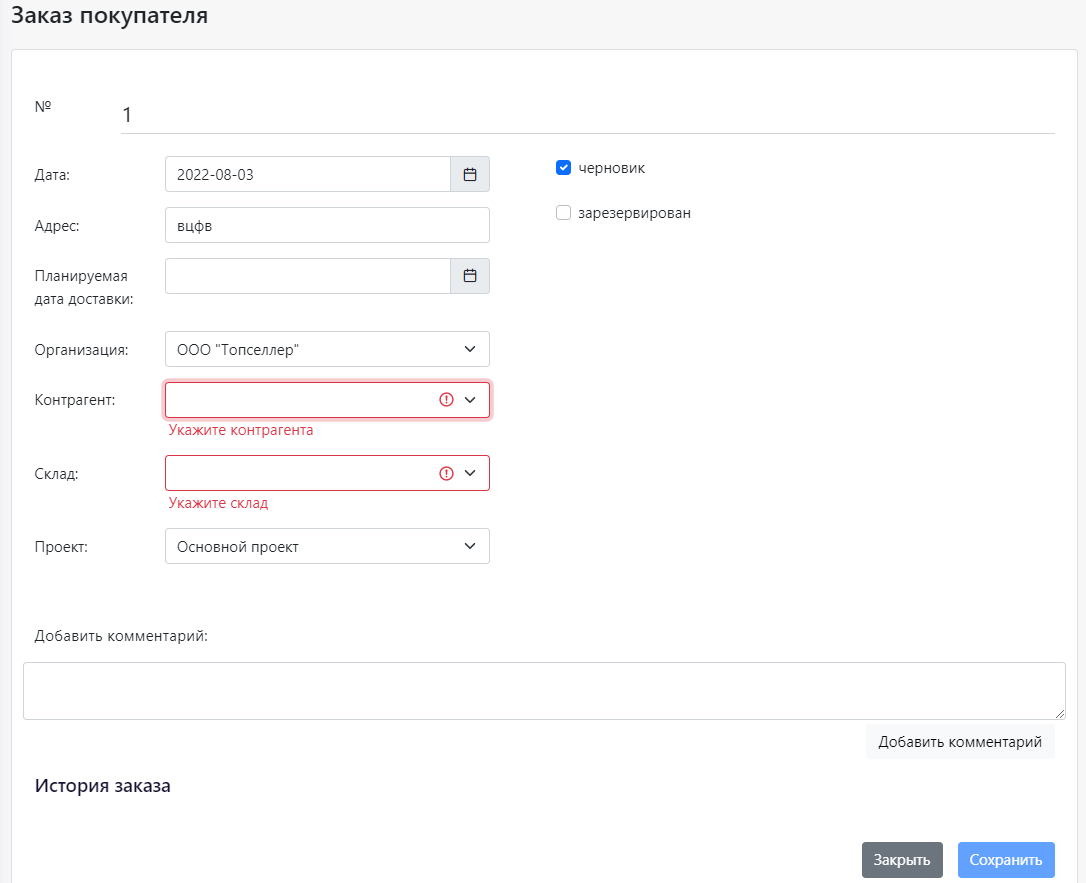 Заказ покупателя
№
1
Дата:
2022-08-03
черновик
Адрес:
вцфв
зарезервирован
Планируемая
дата доставки:
Организация:
ООО "Топселлер"
Контрагент:
Укажите контрагента
Склад:
Укажите склад
Проект:
Основной проект
Добавить комментарий:
Добавить комментарий
История заказа
Закрыть
Сохранить